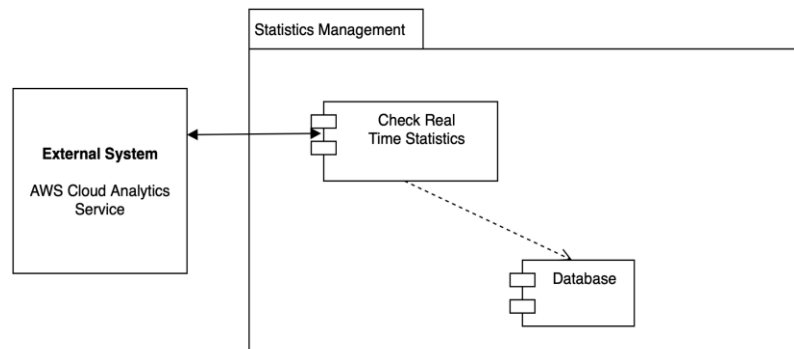 Statistics Management
Check Real
Time Statistics
External System
AWS Cloud Analytics
Service
Database